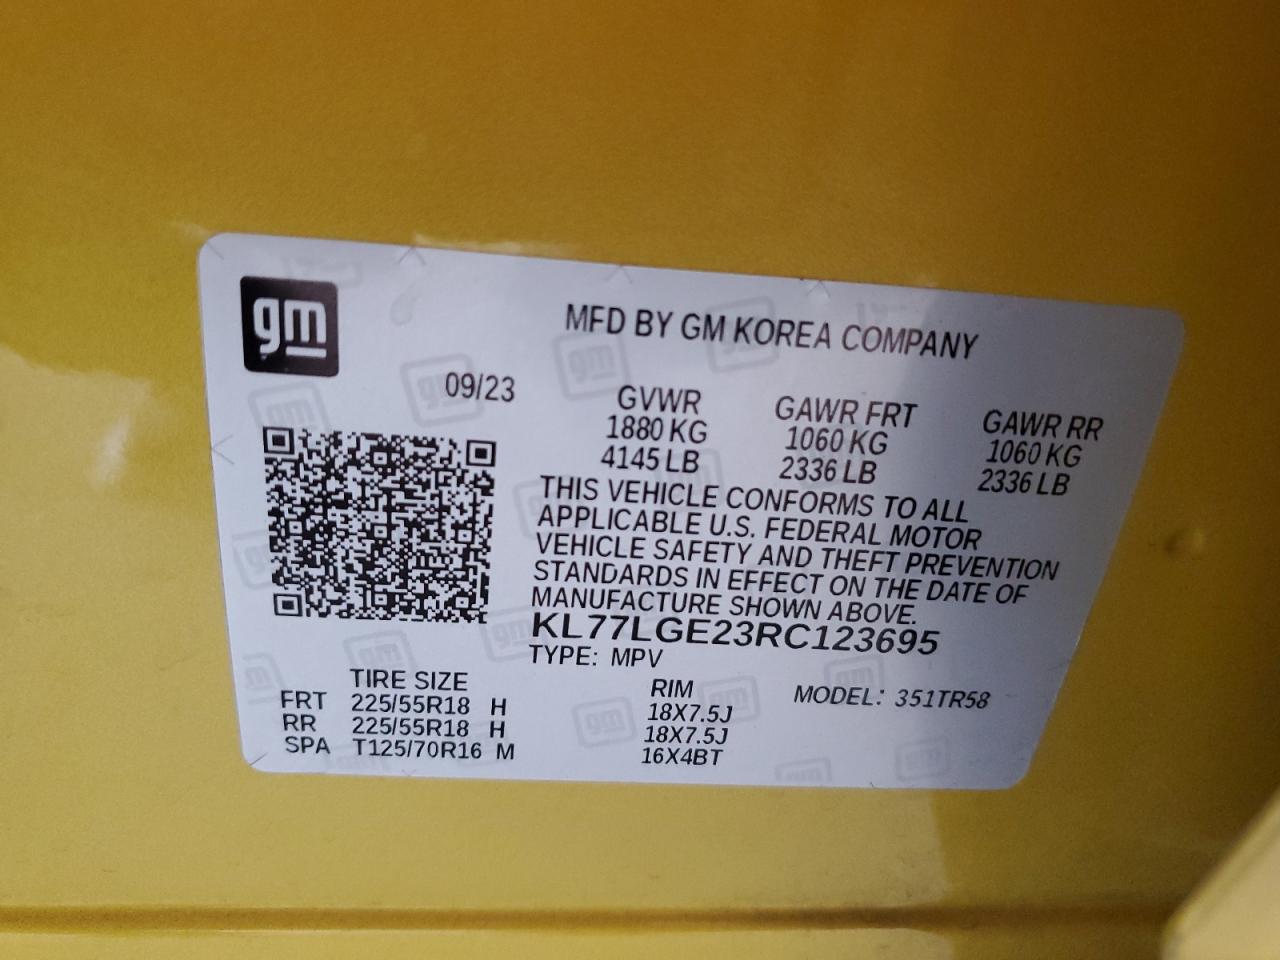 gm
MFD BY GM KOREA COMPANY
09/23
GVWR GAWR FRT GAWR RR
1880 KG 1060 KG 1060 KG
4145 LB 2336 LB 2336 LB
THIS VEHICLE CONFORMS TO ALL
APPLICABLE U.S. FEDERAL MOTOR
VEHICLE SAFETY AND THEFT PREVENTION
STANDARDS IN EFFECT ON THE DATE OF
MANUFACTURE SHOWN ABOVE.
KL77LGE23RC123695
TYPE: MPV
TIRE SIZE RIM MODEL: 351TR58
FRT 225/55R18 H 18X7.5J
RR 225/55R18 H 18X7.5J
SPA T125/70R16 M 16X4BT